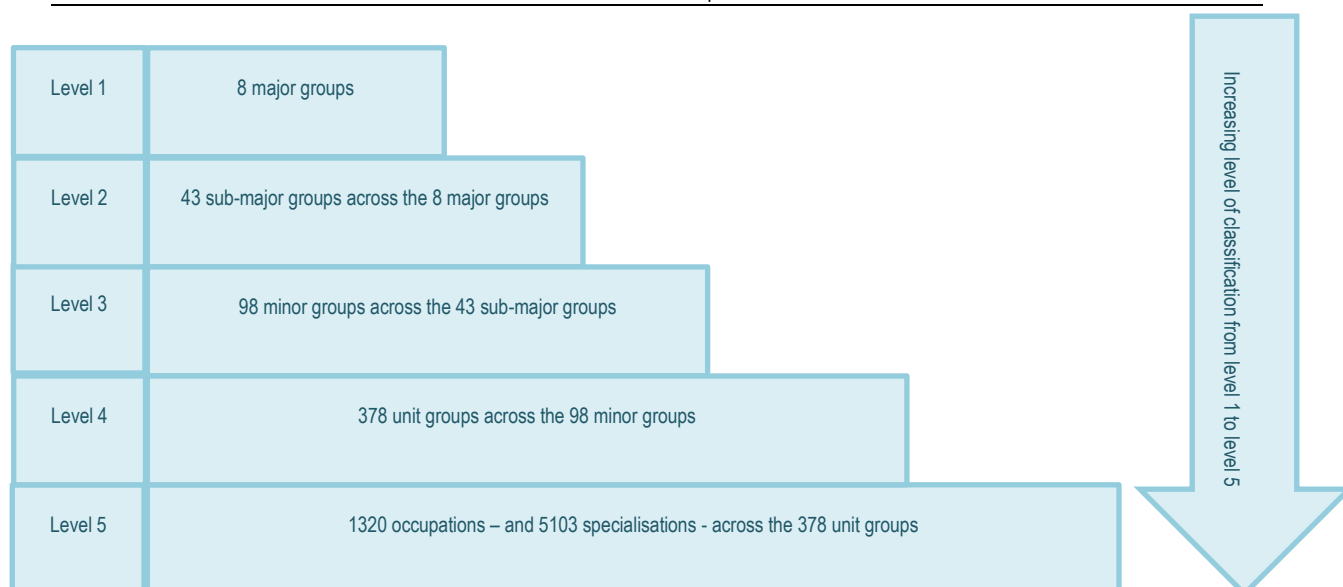 Level 1
8 major groups
Level 2
43 sub-major groups across the 8 major groups
Level 3
98 minor groups across the 43 sub-major groups
Level 4
378 unit groups across the 98 minor groups
Level 5
1320 occupations – and 5103 specialisations - across the 378 unit groups
Increasing level of classification from level 1 to level 5